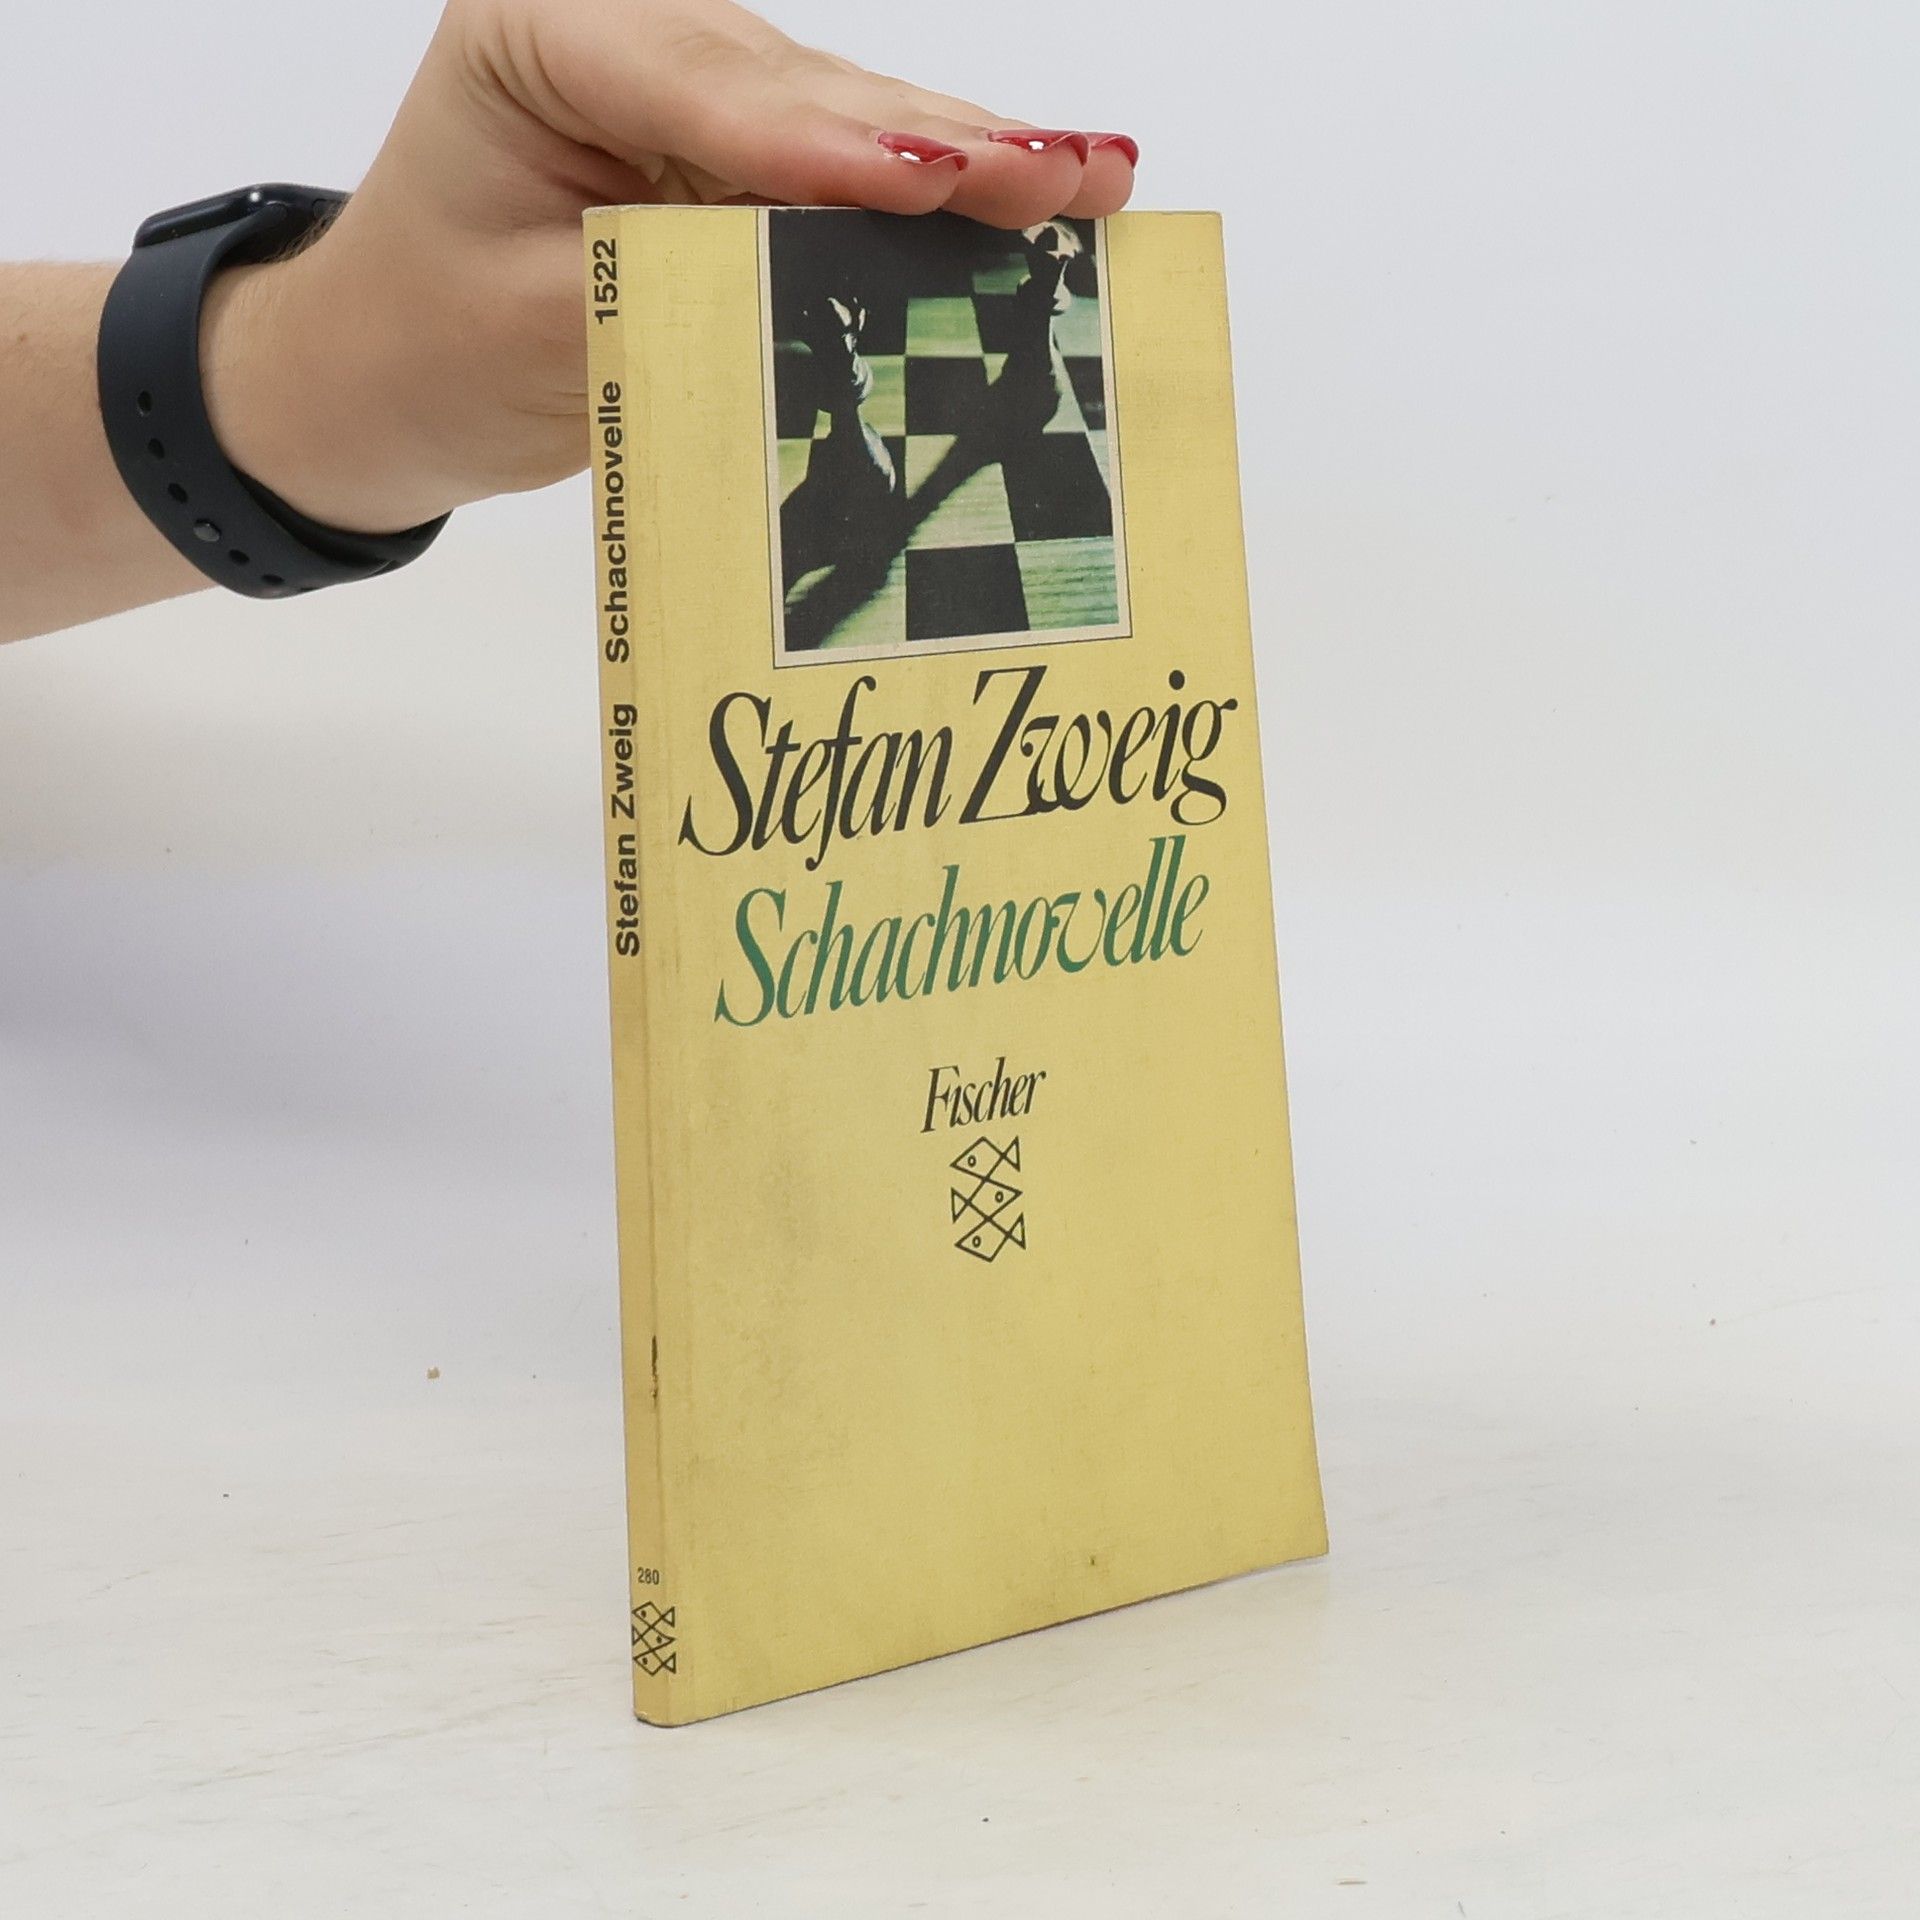 Stefan Zweig Schachnovelle 1522
280
Stefan Zweig
Schachnovelle
Fischer